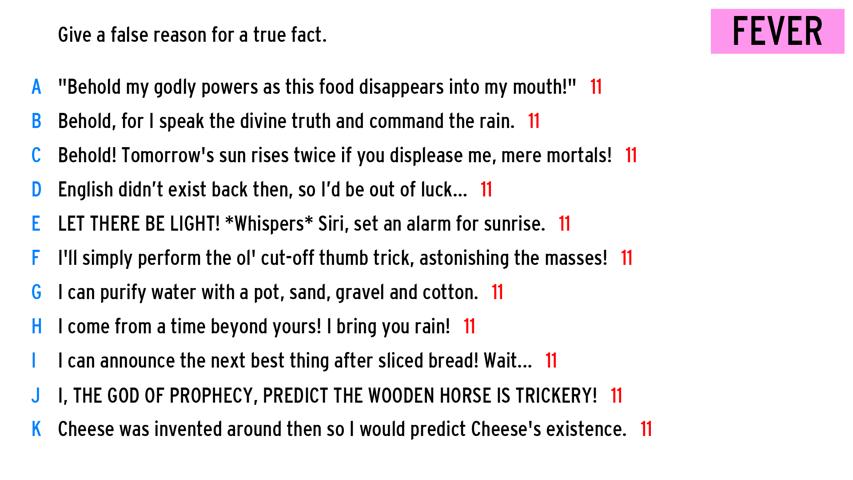 Give a false reason for a true fact.
FEVER
A "Behold my godly powers as this food disappears into my mouth!" 11
B Behold, for I speak the divine truth and command the rain. 11
C Behold! Tomorrow's sun rises twice if you displease me, mere mortals! 11
D English didn’t exist back then, so I’d be out of luck... 11
E LET THERE BE LIGHT! *Whispers* Siri, set an alarm for sunrise. 11
F I'll simply perform the ol' cut-off thumb trick, astonishing the masses! 11
G I can purify water with a pot, sand, gravel and cotton. 11
H I come from a time beyond yours! I bring you rain! 11
I I can announce the next best thing after sliced bread! Wait... 11
J I, THE GOD OF PROPHECY, PREDICT THE WOODEN HORSE IS TRICKERY! 11
K Cheese was invented around then so I would predict Cheese's existence. 11